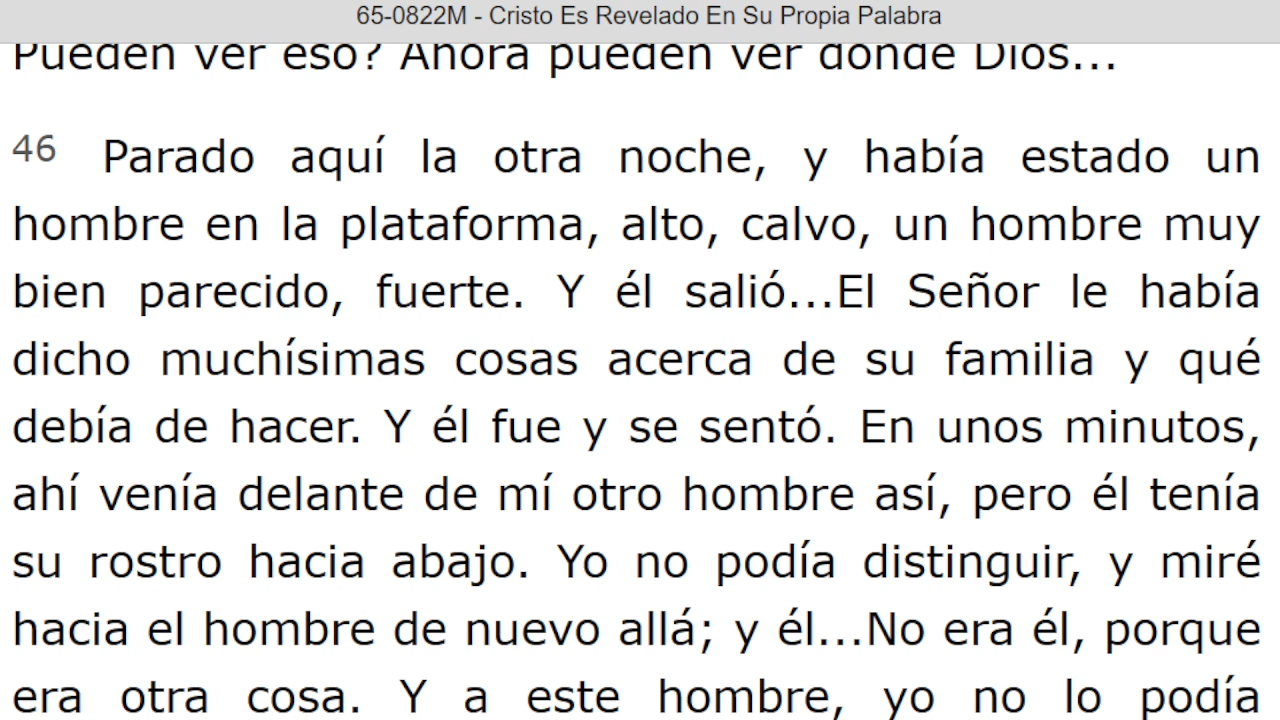 65-0822M - Cristo Es Revelado En Su Propia Palabra
Pueden ver eso? Ahora pueden ver dónde Dios...
46 Parado aquí la otra noche, y había estado un
hombre en la plataforma, alto, calvo, un hombre muy
bien parecido, fuerte. Y él salió...El Señor le había
dicho muchísimas cosas acerca de su familia y qué
debía de hacer. Y él fue y se sentó. En unos minutos,
ahí venía delante de mí otro hombre así, pero él tenía
su rostro hacia abajo. Yo no podía distinguir, y miré
hacia el hombre de nuevo allá; y él...No era él, porque
era otra cosa. Y a este hombre, yo no lo podía